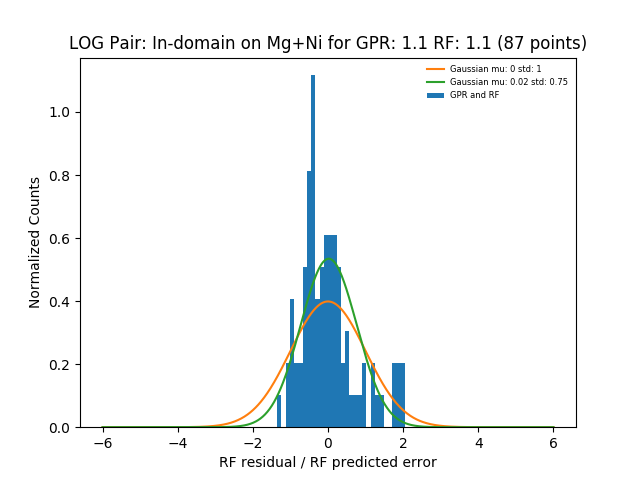 LOG Pair: In-domain on Mg+Ni for GPR: 1.1 RF: 1.1 (87 points)
Gaussian mu: 0 std: 1
Gaussian mu: 0.02 std: 0.75
GPR and RF
Normalized Counts
1.0
0.8
0.6
0.4
0.2
0.0
−6 −4 −2 0 2 4 6
RF residual / RF predicted error